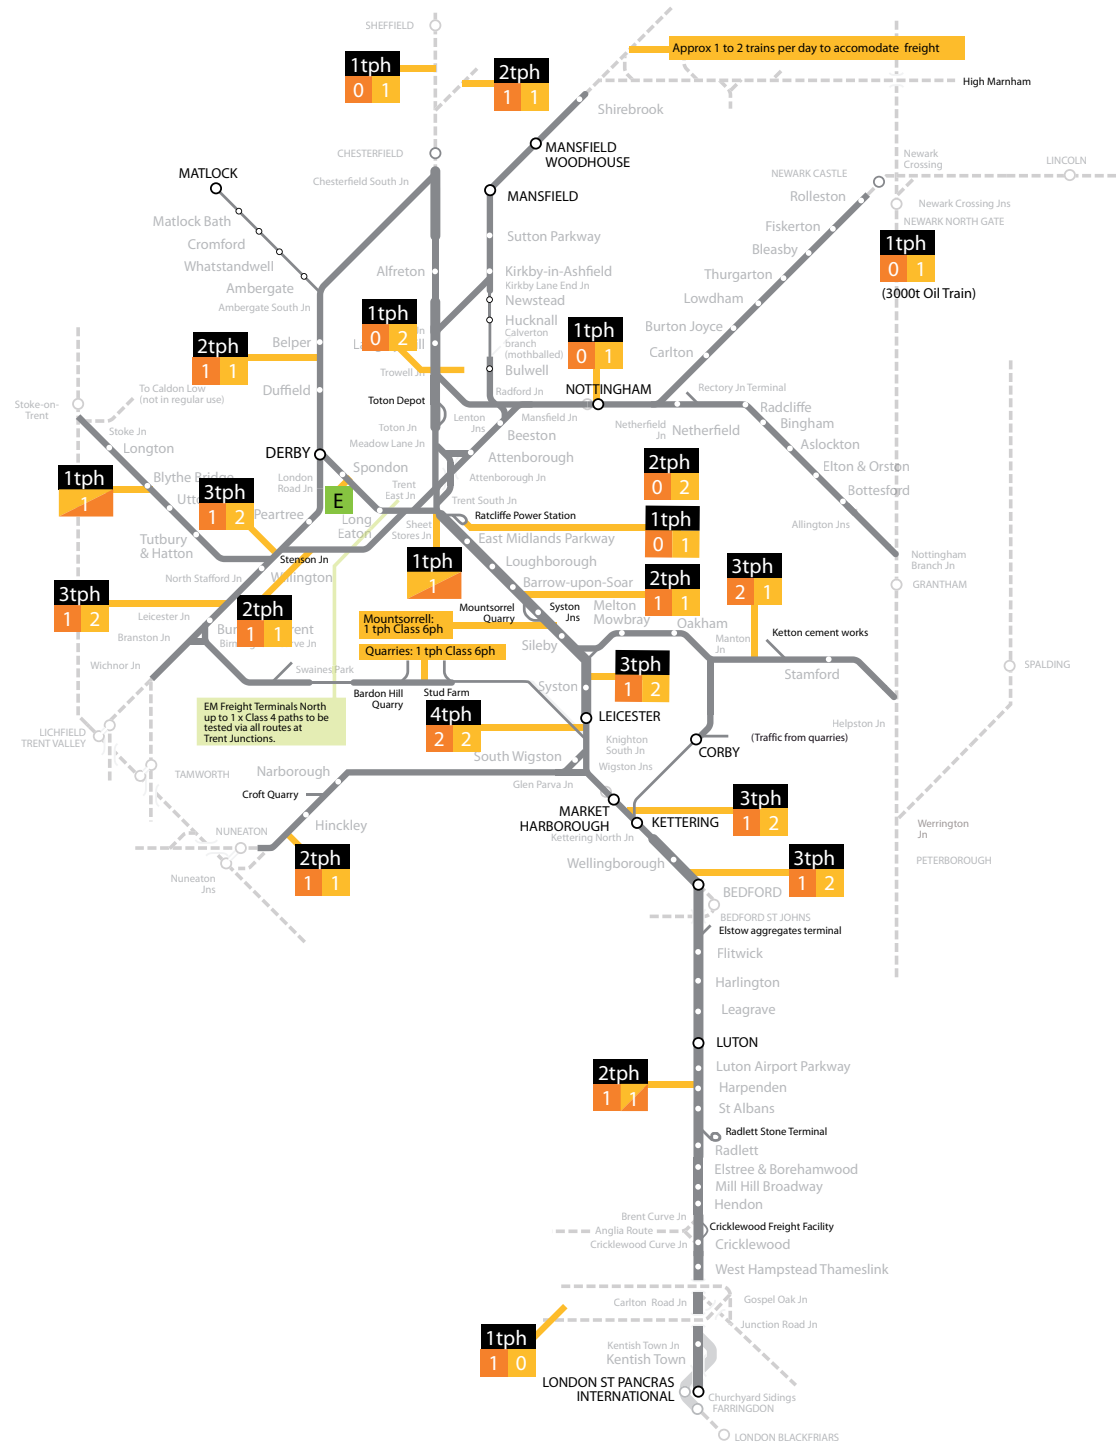 SHEFFIELD
Approx 1 to 2 trains per day to accomodate freight
1tph
0 1
2tph
1 1
High Marnham
Shirebrook
MANSFIELD
WOODHOUSE
CHESTERFIELD
Chesterfield South Jn
MATLOCK
MANSFIELD
Newark
Crossing
LINCOLN
NEWARK CASTLE
Rolleston
Newark Crossing Jns
NEWARK NORTH GATE
Matlock Bath
Cromford
Whatstandwell
Ambergate
Ambergate South Jn
Sutton Parkway
Fiskerton
Bleasby
Thurgarton
Lowdham
Burton Joyce
Carlton
1tph
0 1
(3000t Oil Train)
Alfreton
Kirkby-in-Ashfield
Kirkby Lane End Jn
Newstead
Hucknall
Calverton
branch
(mothballed)
Bulwell
1tph
0 2
Trowell Jn
1tph
0 1
NOTTINGHAM
Radford Jn
2tph
1 1
Belper
Duffield
To Caldon Low
(not in regular use)
Stoke-on-
Trent
Stoke Jn
Longton
Blythe Bridge
Toton Depot
Toton Jn
Meadow Lane Jn
Lenton
Jns
Mansfield Jn
Beeston
Attenborough
Attenborough Jn
Rectory Jn Terminal
Netherfield
Jn
Netherfield
Radcliffe
Bingham
Aslockton
Elton & Orston
Bottesford
Allington Jns
Nottingham
Branch Jn
GRANTHAM
DERBY
London
Road Jn
Spondon
E
Trent
East Jn
Long
Eaton
Peartree
1tph
1
3tph
1 2
Tutbury
& Hatton
Stenson Jn
North Stafford Jn
Willington
Sheet
Stores Jn
Trent South Jn
Ratcliffe Power Station
East Midlands Parkway
Loughborough
Barrow-upon-Soar
2tph
0 2
1tph
0 1
2tph
1 1
1tph
1
3tph
2 1
3tph
1 2
2tph
1 1
Leicester Jn
Branston Jn
Wichnor Jn
Mountsorrel
Quarry
Mountsorrell:
1 tph Class 6ph
Quarries: 1 tph Class 6ph
Syston
Jns
Sileby
Melton
Mowbray
Oakham
Manton
Jn
Ketton cement works
Stamford
SPALDING
Helpston Jn
Swaines Park
Bardon Hill
Quarry
Stud Farm
EM Freight Terminals North
up to 1 x Class 4 paths to be
tested via all routes at
Trent Junctions.
3tph
1 2
Syston
LEICESTER
4tph
2 2
Knighton
South Jn
Wigston Jns
South Wigston
Glen Parva Jn
CORBY
(Traffic from quarries)
LICHFIELD
TRENT VALLEY
TAMWORTH
Narborough
Croft Quarry
Hinckley
NUNEATON
Nuneaton
Jns
2tph
1 1
MARKET
HARBOROUGH
KETTERING
Kettering North Jn
3tph
1 2
Wellingborough
3tph
1 2
Werrington
Jn
PETERBOROUGH
BEDFORD
BEDFORD ST JOHNS
Elstow aggregates terminal
Flitwick
Harlington
Leagrave
LUTON
Luton Airport Parkway
2tph
1 1
Harpenden
St Albans
Radlett Stone Terminal
Radlett
Elstree & Borehamwood
Mill Hill Broadway
Hendon
Brent Curve Jn
Anglia Route
Cricklewood Curve Jn
Cricklewood Freight Facility
Cricklewood
West Hampstead Thameslink
Carlton Road Jn
Gospel Oak Jn
Junction Road Jn
1tph
1 0
Kentish Town Jn
Kentish Town
LONDON ST PANCRAS
INTERNATIONAL
Churchyard Sidings
FARRINGDON
LONDON BLACKFRIARS